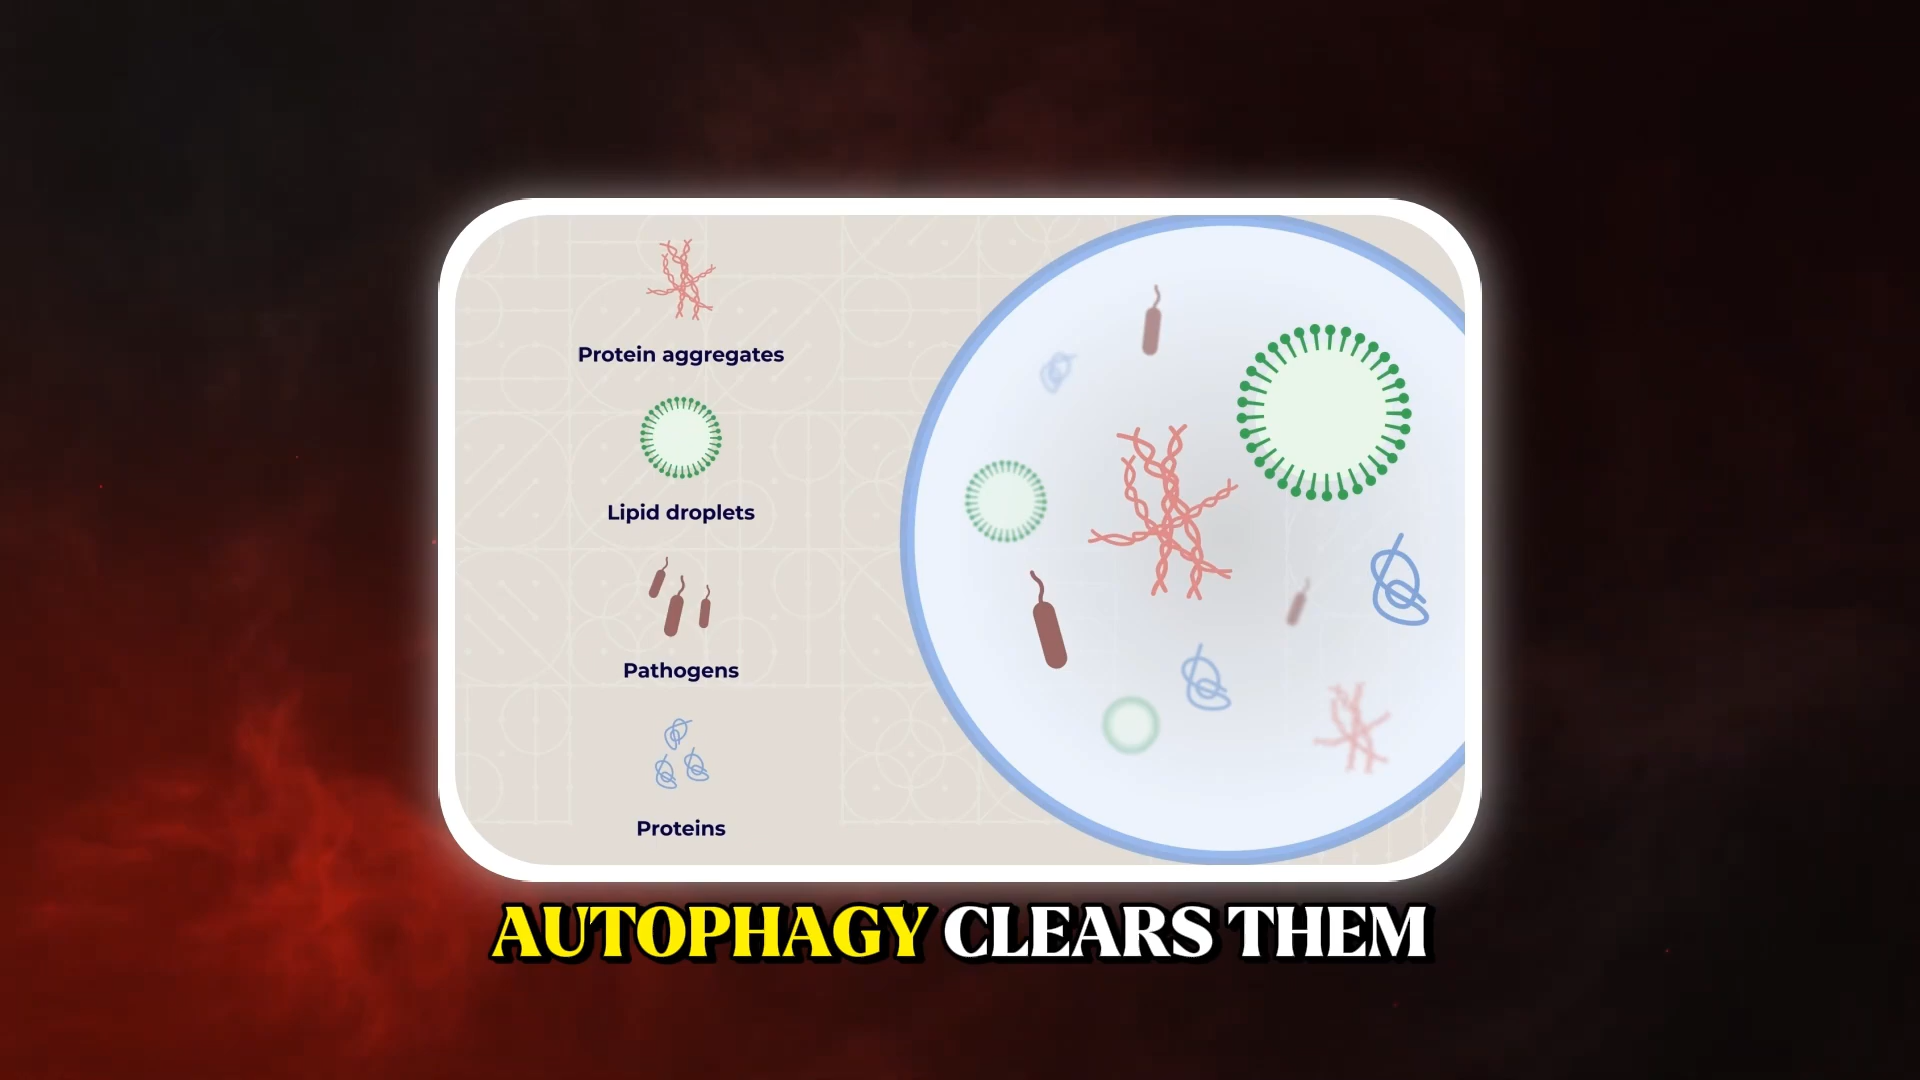 Protein aggregates
Lipid droplets
Pathogens
Proteins
AUTOPHAGY CLEARS THEM